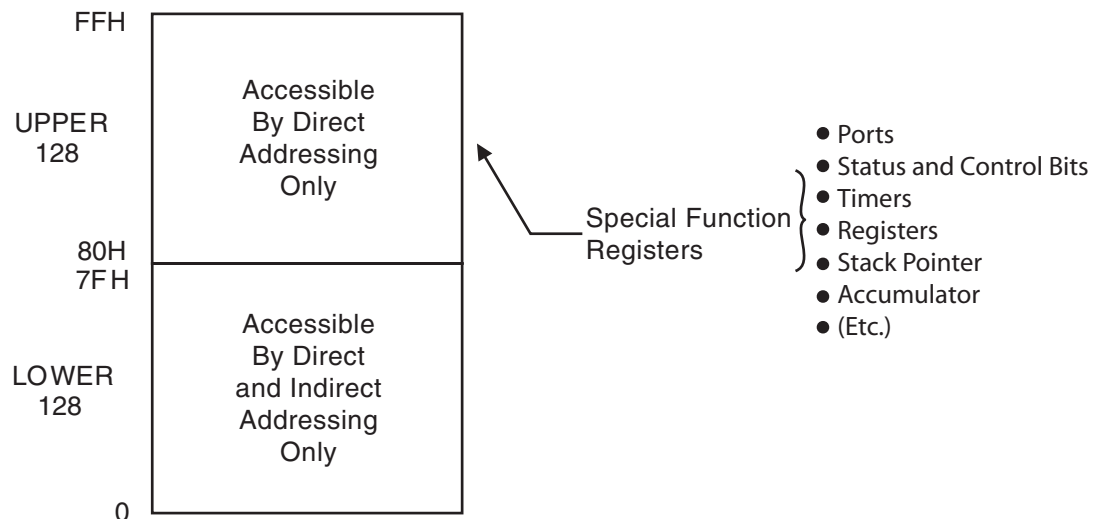 FFH
UPPER
128
80H
7FH
LOWER
128
0
Accessible
By Direct
Addressing
Only
Accessible
By Direct
and Indirect
Addressing
Only
Special Function
Registers
● Ports
● Status and Control Bits
● Timers
● Registers
● Stack Pointer
● Accumulator
● (Etc.)